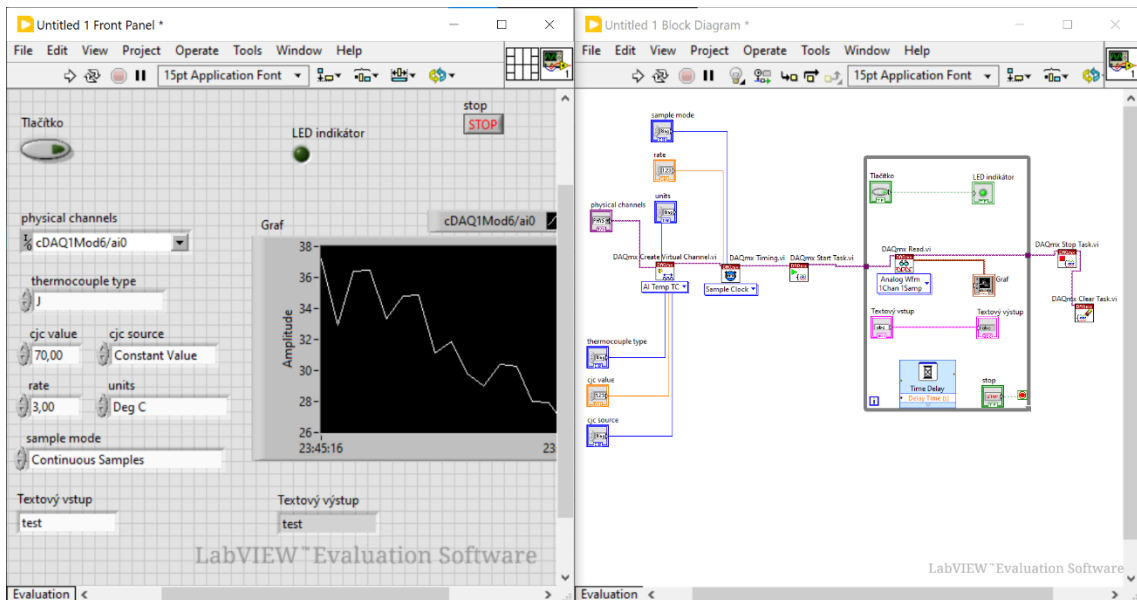 Untitled 1 Front Panel *
File Edit View Project Operate Tools Window Help
15pt Application Font
1
stop
STOP
Tlačítko
LED indikátor
physical channels
cDAQ1Mod6/ai0
thermocouple type
J
cjc value
cjc source
70,00
Constant Value
rate
units
3,00
Deg C
sample mode
Continuous Samples
Textový vstup
test
Graf
cDAQ1Mod6/ai0
Amplitude
38
36
34
32
30
28
26
23:45:16
23:
Textový výstup
test
LabVIEW™ Evaluation Software
Evaluation
Untitled 1 Block Diagram *
File Edit View Project Operate Tools Window Help
15pt Application Font
1
sample mode
rate
units
physical channels
DAQmx Create Virtual Channel.vi
AI Temp TC
DAQmx Timing.vi
Sample Clock
DAQmx Start Task.vi
thermocouple type
cjc value
cjc source
Tlačítko
LED indikátor
DAQmx Read.vi
Analog Wfm
1Chan 1Samp
Graf
Textový vstup
Textový výstup
Time Delay
Delay Time (s)
stop
i
DAQmx Stop Task.vi
DAQmx Clear Task.vi
LabVIEW™ Evaluation Software
Evaluation